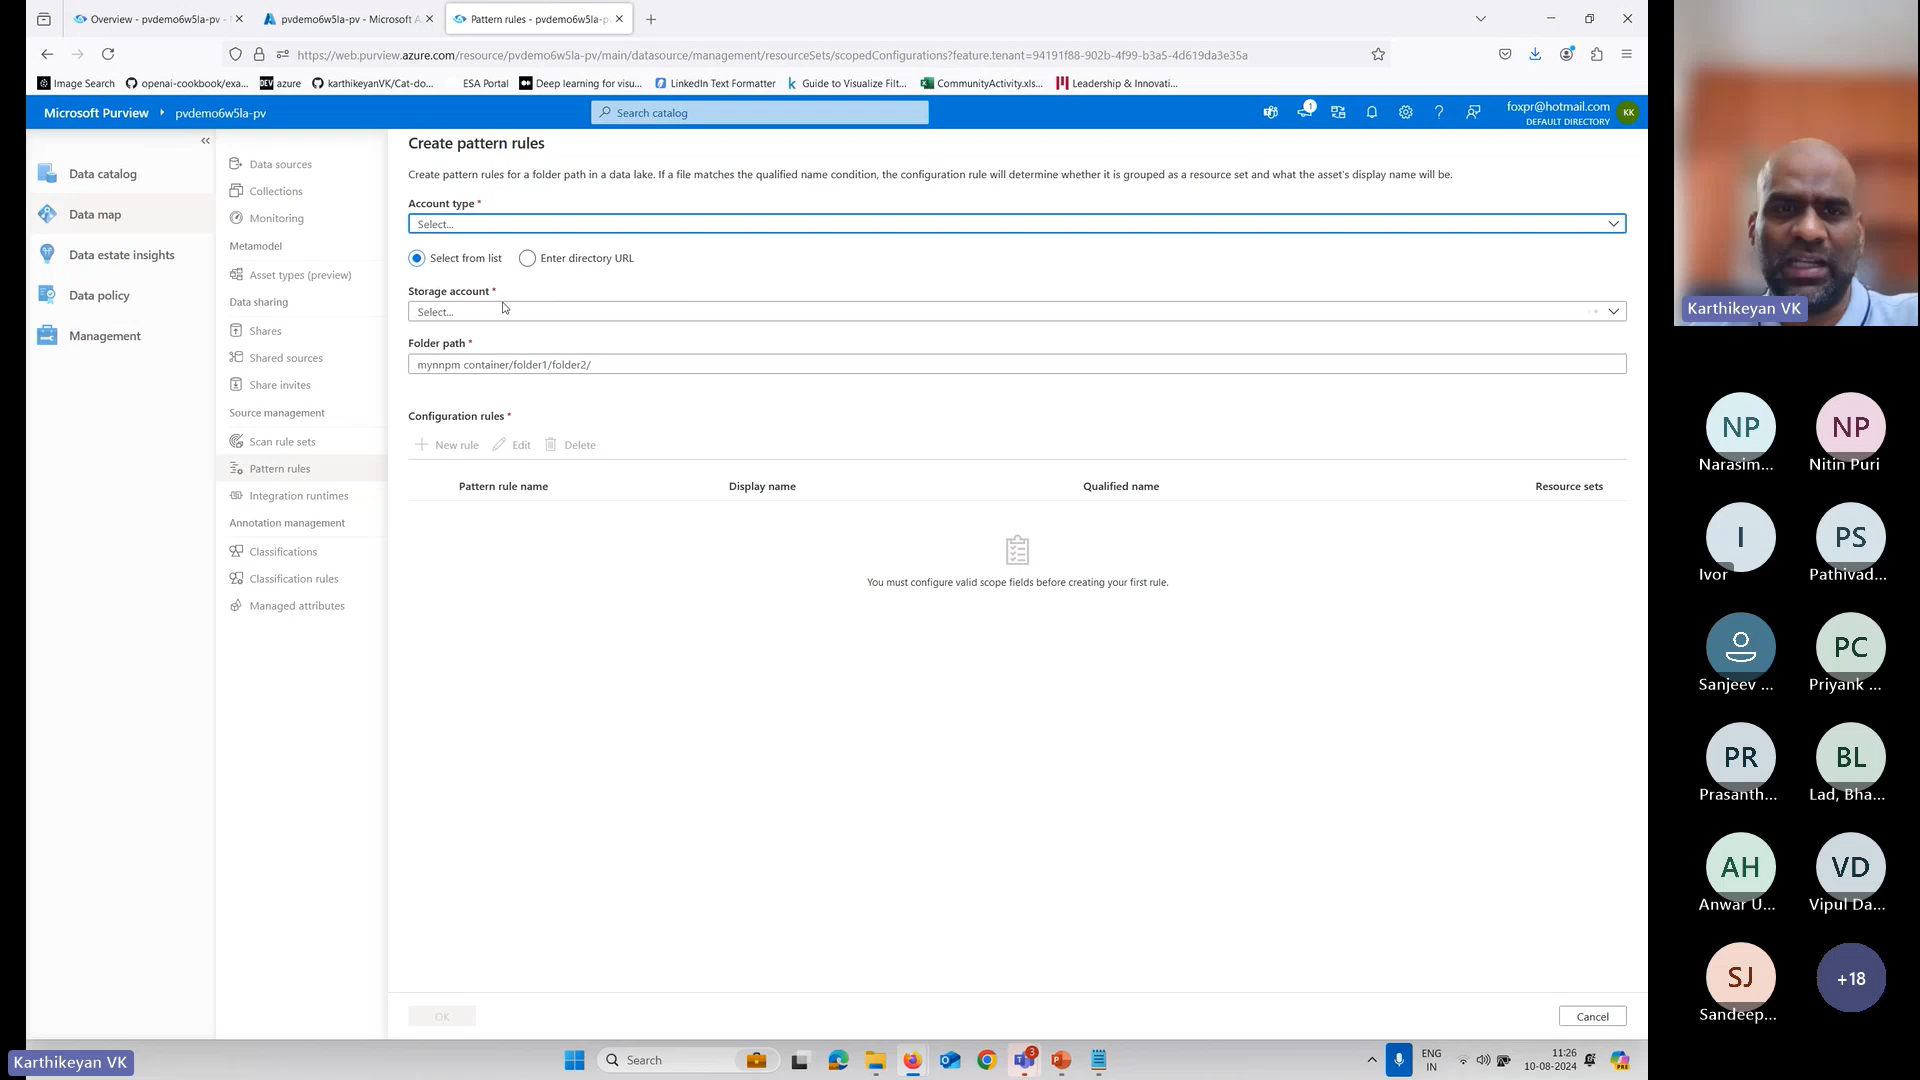 Overview - pvdemo6w5la-pv -
pvdemo6w5la-pv - Microsoft A
Pattern rules - pvdemo6w5la-p
https://web.purview.azure.com/resource/pvdemo6w5la-pv/main/datasource/management/resourceSets/scopedConfigurations?feature.tenant=94191f88-902b-4f99-b3a5-4d619da3e35a
Image Search
openai-cookbook/exa...
DEV azure
karthikeyanVK/Cat-do...
ESA Portal
Deep learning for visu...
LinkedIn Text Formatter
Guide to Visualize Filt...
CommunityActivity.xls...
Leadership & Innovati...
Microsoft Purview
pvdemo6w5la-pv
Search catalog
1
foxpr@hotmail.com
DEFAULT DIRECTORY
KK
Data catalog
Data map
Data estate insights
Data policy
Management
Data sources
Collections
Monitoring
Metamodel
Asset types (preview)
Data sharing
Shares
Shared sources
Share invites
Source management
Scan rule sets
Pattern rules
Integration runtimes
Annotation management
Classifications
Classification rules
Managed attributes
Create pattern rules
Create pattern rules for a folder path in a data lake. If a file matches the qualified name condition, the configuration rule will determine whether it is grouped as a resource set and what the asset's display name will be.
Account type *
Select...
Select from list
Enter directory URL
Storage account *
Select...
Folder path *
mynnpm container/folder1/folder2/
Configuration rules *
New rule
Edit
Delete
Pattern rule name
Display name
Qualified name
Resource sets
You must configure valid scope fields before creating your first rule.
OK
Cancel
Karthikeyan VK
NP
Narasim...
NP
Nitin Puri
I
Ivor
PS
Pathivad...
Sanjeev ...
PC
Priyank ...
PR
Prasanth...
BL
Lad, Bha...
AH
Anwar U...
VD
Vipul Da...
SJ
Sandeep...
+18
Karthikeyan VK
Search
3
ENG
IN
11:26
10-08-2024
PRE